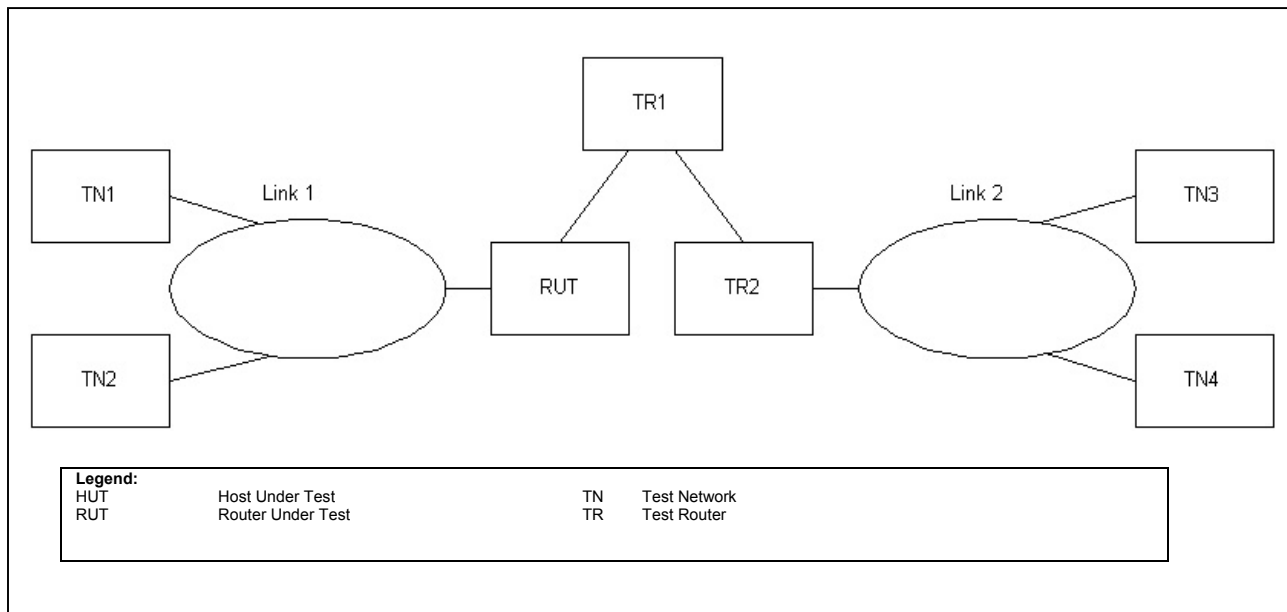 TR1
TN1
Link 1
Link 2
TN3
RUT
TR2
TN2
TN4
Legend:
HUT Host Under Test TN Test Network
RUT Router Under Test TR Test Router